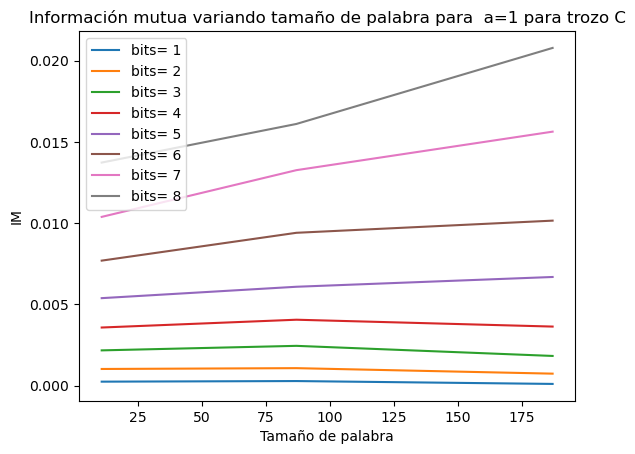 Información mutua variando tamaño de palabra para  a=1 para trozo C
0.020
0.015
0.010
0.005
0.000
IM
bits= 1
bits= 2
bits= 3
bits= 4
bits= 5
bits= 6
bits= 7
bits= 8
25
50
75
100
125
150
175
Tamaño de palabra